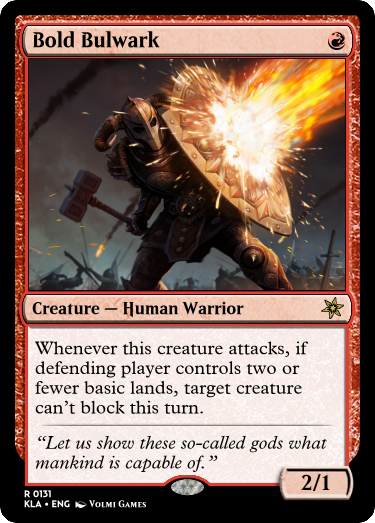 Bold Bulwark
Creature — Human Warrior
Whenever this creature attacks, if
defending player controls two or
fewer basic lands, target creature
can't block this turn.
“Let us show these so-called gods what
mankind is capable of.”
2/1
R 0131
KLA • ENG Volmi Games